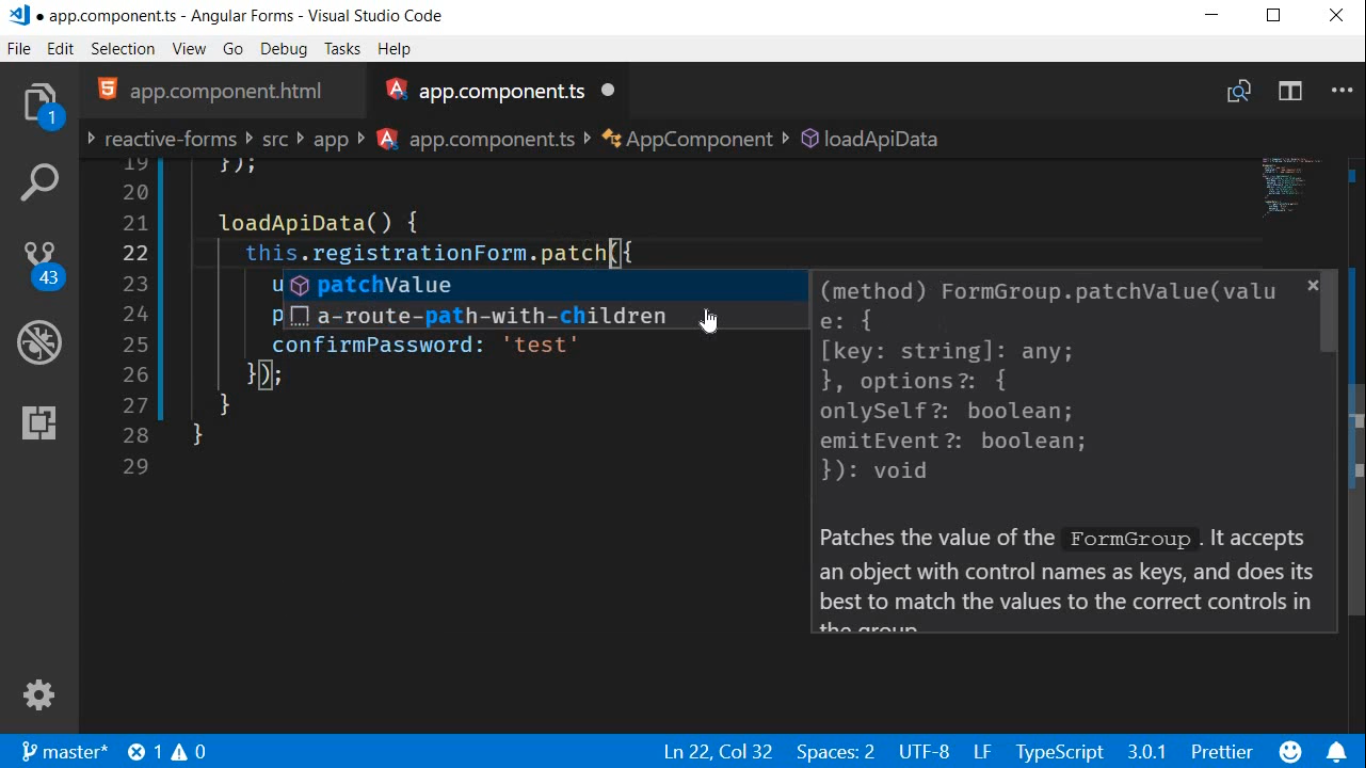 ● app.component.ts - Angular Forms - Visual Studio Code
File Edit Selection View Go Debug Tasks Help
app.component.html app.component.ts ●
reactive-forms src app app.component.ts AppComponent loadApiData
19 });
20
21 loadApiData() {
22 this.registrationForm.patch({
23 u
24 p
25 confirmPassword: 'test'
26 });
27 }
28 }
29
patchValue
a-route-path-with-children
(method) FormGroup.patchValue(valu
e: {
[key: string]: any;
}, options?: {
onlySelf?: boolean;
emitEvent?: boolean;
}): void
Patches the value of the FormGroup . It accepts
an object with control names as keys, and does its
best to match the values to the correct controls in
the group
1
43
master* 1 0 Ln 22, Col 32 Spaces: 2 UTF-8 LF TypeScript 3.0.1 Prettier